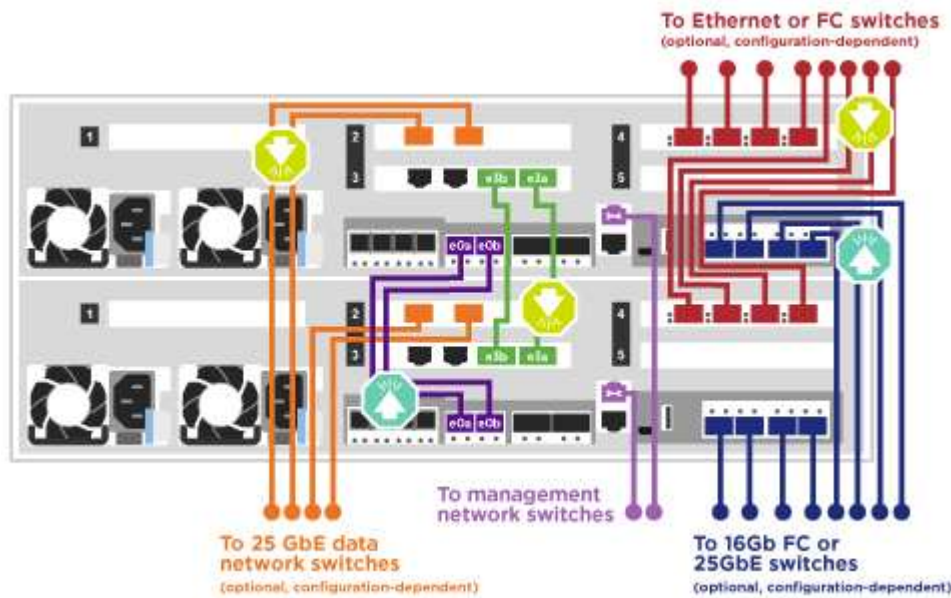 To Ethernet or FC switches
(optional, configuration-dependent)
1
2
4
3
e3b
e3a
5
e0a
e0b
1
2
4
3
e3b
e3a
5
e0a
e0b
To management
network switches
To 25 GbE data
network switches
(optional, configuration-dependent)
To 16Gb FC or
25GbE switches
(optional, configuration-dependent)